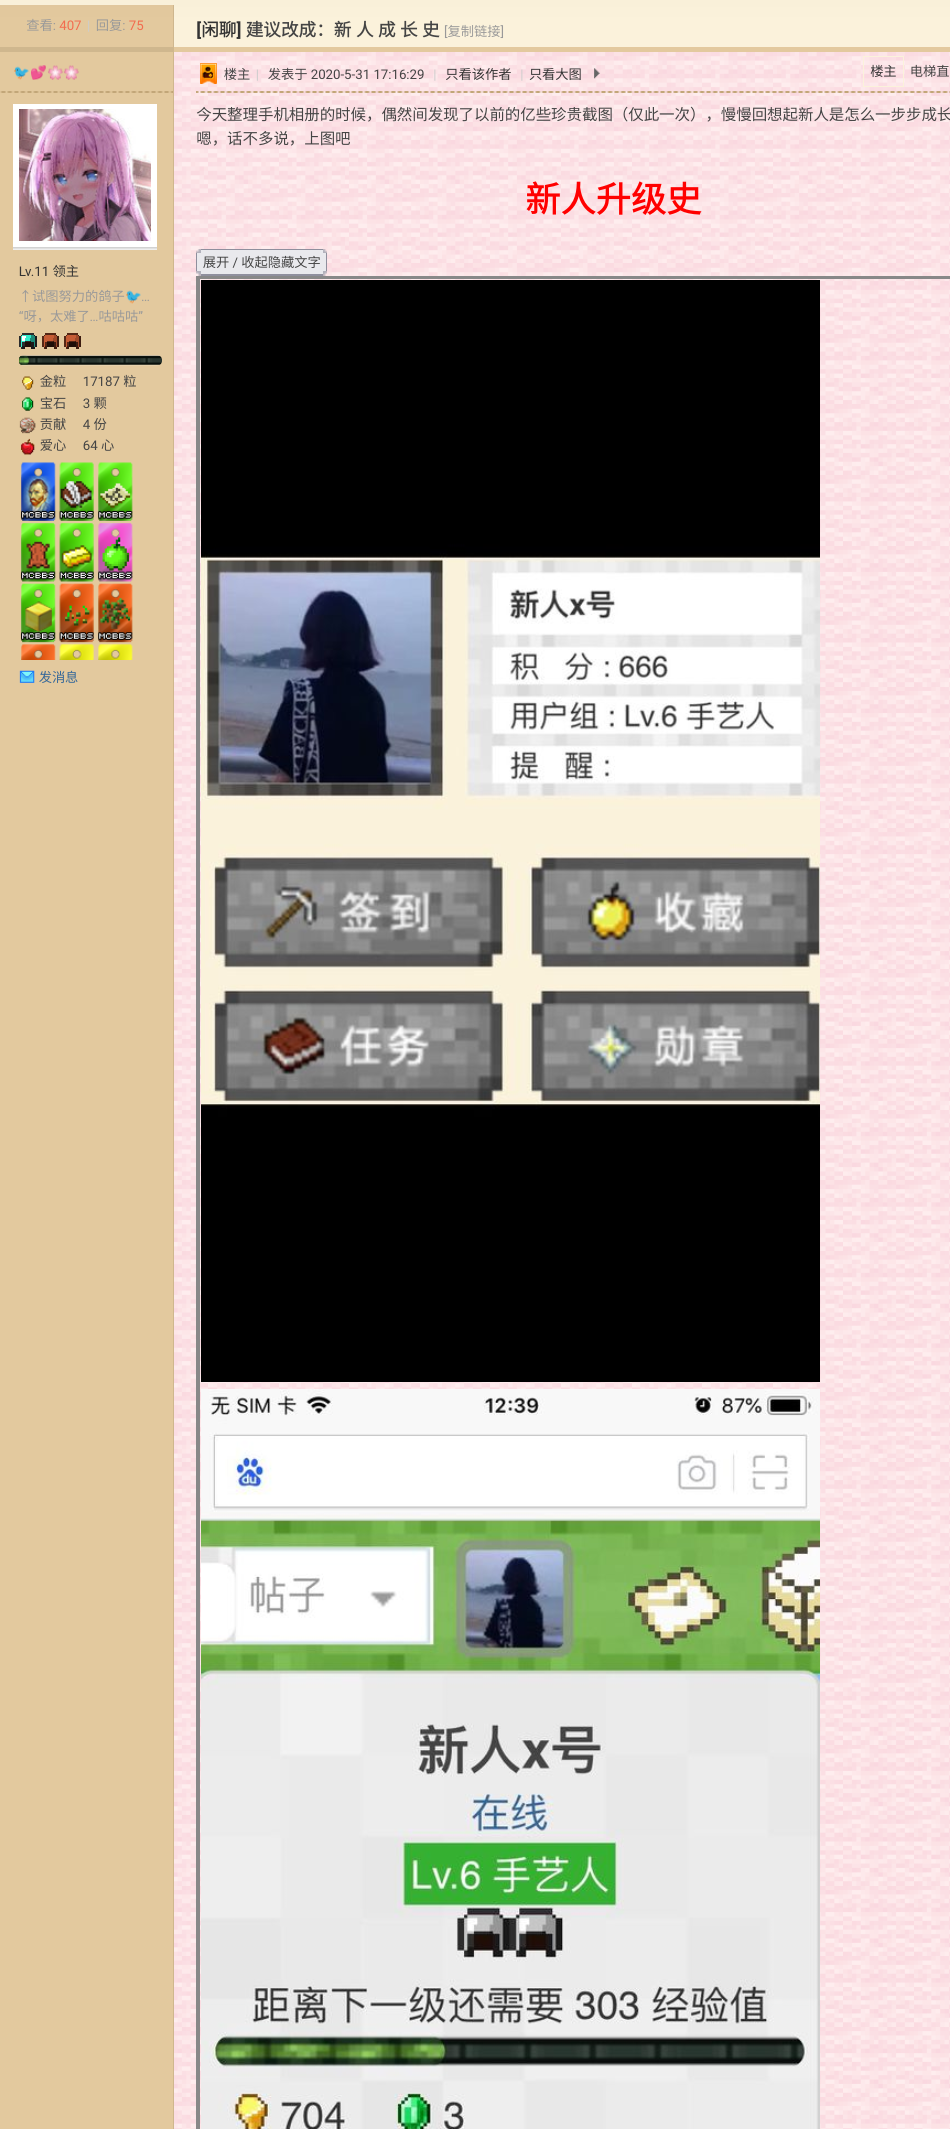 查看: 407 回复: 75
[闲聊] 建议改成：新 人 成 长 史 [复制链接]
楼主 发表于 2020-5-31 17:16:29 只看该作者 只看大图
楼主 电梯直
今天整理手机相册的时候，偶然间发现了以前的亿些珍贵截图（仅此一次），慢慢回想起新人是怎么一步步成长
嗯，话不多说，上图吧
新人升级史
展开 / 收起隐藏文字
Lv.11 领主
↑试图努力的鸽子🐦...
“呀，太难了...咕咕咕”
金粒 17187 粒
宝石 3 颗
贡献 4 份
爱心 64 心
MCBBS MCBBS MCBBS
MCBBS MCBBS MCBBS
MCBBS MCBBS MCBBS
发消息
新人x号
积 分 : 666
用户组 : Lv.6 手艺人
提 醒 :
签到
收藏
任务
勋章
无 SIM 卡 12:39 87%
du
帖子
新人x号
在线
Lv.6 手艺人
距离下一级还需要 303 经验值
704 3